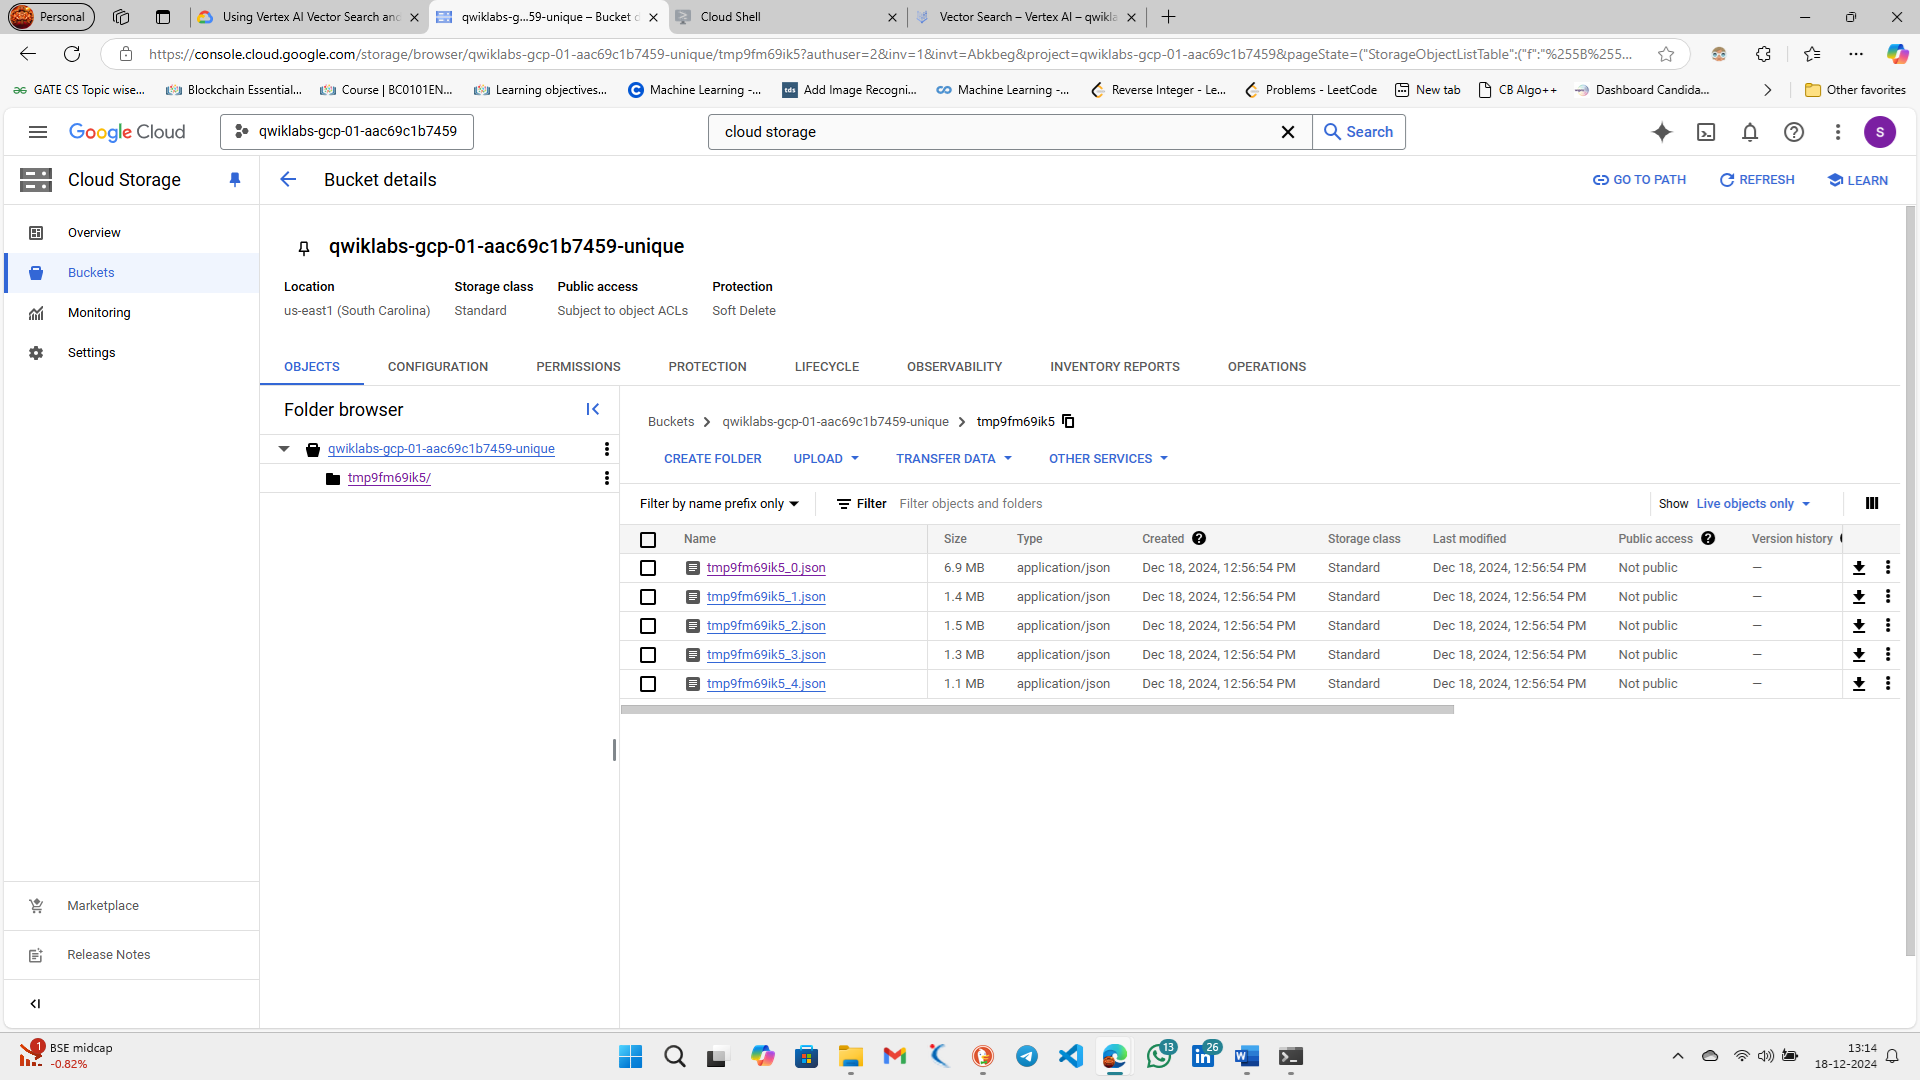 Personal
Using Vertex AI Vector Search and
qwiklabs-g...59-unique – Bucket d
Cloud Shell
Vector Search – Vertex AI – qwikla
https://console.cloud.google.com/storage/browser/qwiklabs-gcp-01-aac69c1b7459-unique/tmp9fm69ik5?authuser=2&inv=1&invt=Abkbeg&project=qwiklabs-gcp-01-aac69c1b7459&pageState=("StorageObjectListTable":("f":"%255B%255...
GATE CS Topic wise...
Blockchain Essential...
Course | BC0101EN...
Learning objectives...
Machine Learning -...
tds
Add Image Recogni...
Machine Learning -...
Reverse Integer - Le...
Problems - LeetCode
New tab
CB Algo++
Dashboard Candida...
Other favorites
Google Cloud
qwiklabs-gcp-01-aac69c1b7459
cloud storage
Search
S
Cloud Storage
Bucket details
GO TO PATH
REFRESH
LEARN
Overview
Buckets
Monitoring
Settings
Marketplace
Release Notes
qwiklabs-gcp-01-aac69c1b7459-unique
Location Storage class Public access Protection
us-east1 (South Carolina) Standard Subject to object ACLs Soft Delete
OBJECTS CONFIGURATION PERMISSIONS PROTECTION LIFECYCLE OBSERVABILITY INVENTORY REPORTS OPERATIONS
Folder browser
qwiklabs-gcp-01-aac69c1b7459-unique
tmp9fm69ik5/
Buckets > qwiklabs-gcp-01-aac69c1b7459-unique > tmp9fm69ik5
CREATE FOLDER UPLOAD TRANSFER DATA OTHER SERVICES
Filter by name prefix only Filter Filter objects and folders Show Live objects only
Name Size Type Created Storage class Last modified Public access Version history
tmp9fm69ik5_0.json 6.9 MB application/json Dec 18, 2024, 12:56:54 PM Standard Dec 18, 2024, 12:56:54 PM Not public —
tmp9fm69ik5_1.json 1.4 MB application/json Dec 18, 2024, 12:56:54 PM Standard Dec 18, 2024, 12:56:54 PM Not public —
tmp9fm69ik5_2.json 1.5 MB application/json Dec 18, 2024, 12:56:54 PM Standard Dec 18, 2024, 12:56:54 PM Not public —
tmp9fm69ik5_3.json 1.3 MB application/json Dec 18, 2024, 12:56:54 PM Standard Dec 18, 2024, 12:56:54 PM Not public —
tmp9fm69ik5_4.json 1.1 MB application/json Dec 18, 2024, 12:56:54 PM Standard Dec 18, 2024, 12:56:54 PM Not public —
1
BSE midcap
-0.82%
13
26
13:14
18-12-2024